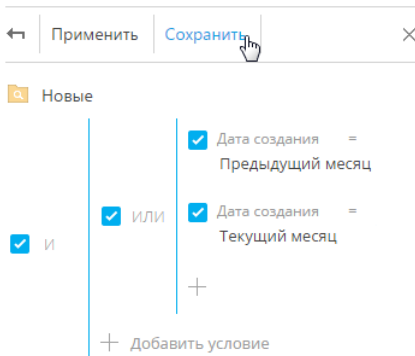 Применить Сохранить
Новые
Дата создания =
Предыдущий месяц
ИЛИ
Дата создания =
Текущий месяц
И
Добавить условие